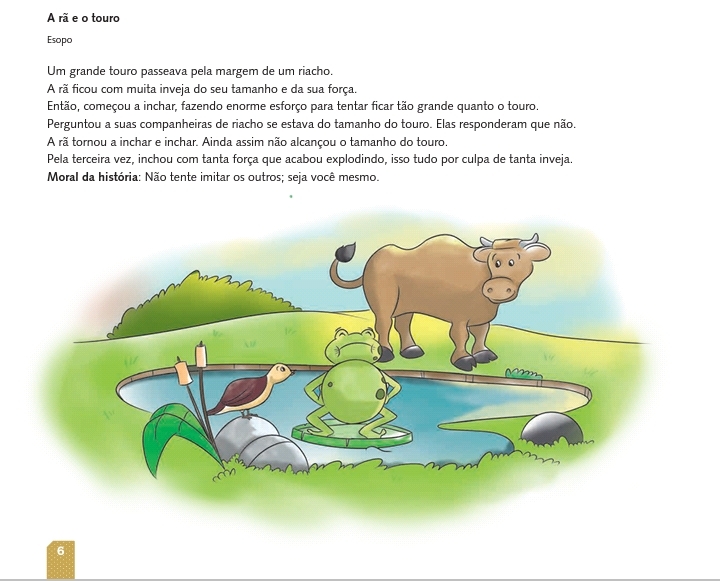 A rã e o touro
Esopo
Um grande touro passeava pela margem de um riacho.
A rã ficou com muita inveja do seu tamanho e da sua força.
Então, começou a inchar, fazendo enorme esforço para tentar ficar tão grande quanto o touro.
Perguntou a suas companheiras de riacho se estava do tamanho do touro. Elas responderam que não.
A rã tornou a inchar e inchar. Ainda assim não alcançou o tamanho do touro.
Pela terceira vez, inchou com tanta força que acabou explodindo, isso tudo por culpa de tanta inveja.
Moral da história: Não tente imitar os outros; seja você mesmo.
6